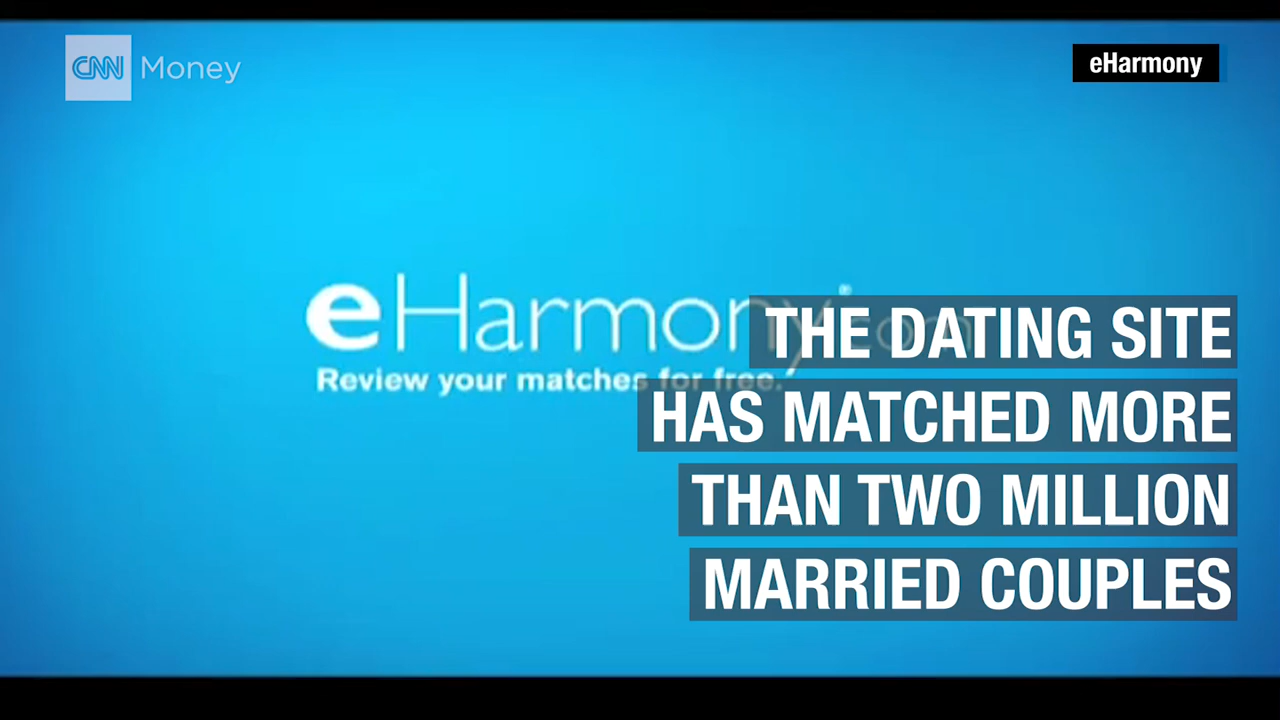 CNN Money
eHarmony
eHarmony.com
Review your matches for free.
THE DATING SITE
HAS MATCHED MORE
THAN TWO MILLION
MARRIED COUPLES